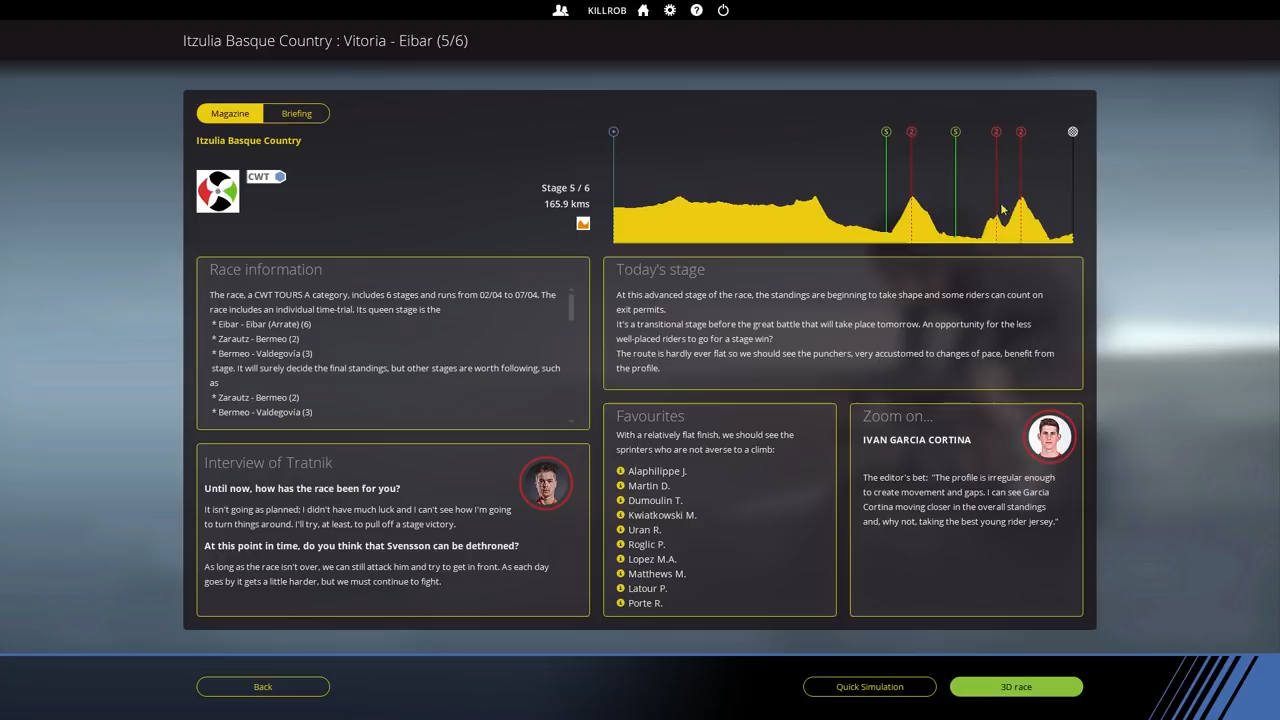 KILLROB
Itzulia Basque Country : Vitoria - Eibar (5/6)
Magazine
Briefing
Itzulia Basque Country
CWT
Stage 5 / 6
165.9 kms
S
2
S
2
2
Race information
The race, a CWT TOURS A category, includes 6 stages and runs from 02/04 to 07/04. The
race includes an individual time-trial. Its queen stage is the
* Eibar - Eibar (Arrate) (6)
* Zarautz - Bermeo (2)
* Bermeo - Valdegovía (3)
stage. It will surely decide the final standings, but other stages are worth following, such
as
* Zarautz - Bermeo (2)
* Bermeo - Valdegovía (3)
Today's stage
At this advanced stage of the race, the standings are beginning to take shape and some riders can count on
exit permits.
It's a transitional stage before the great battle that will take place tomorrow. An opportunity for the less
well-placed riders to go for a stage win?
The route is hardly ever flat so we should see the punchers, very accustomed to changes of pace, benefit from
the profile.
Interview of Tratnik
Until now, how has the race been for you?
It isn't going as planned; I didn't have much luck and I can't see how I'm going
to turn things around. I'll try, at least, to pull off a stage victory.
At this point in time, do you think that Svensson can be dethroned?
As long as the race isn't over, we can still attack him and try to get in front. As each day
goes by it gets a little harder, but we must continue to fight.
Favourites
With a relatively flat finish, we should see the
sprinters who are not averse to a climb:
Alaphilippe J.
Martin D.
Dumoulin T.
Kwiatkowski M.
Uran R.
Roglic P.
Lopez M.A.
Matthews M.
Latour P.
Porte R.
Zoom on...
IVAN GARCIA CORTINA
The editor's bet: "The profile is irregular enough
to create movement and gaps. I can see Garcia
Cortina moving closer in the overall standings
and, why not, taking the best young rider jersey."
Back
Quick Simulation
3D race